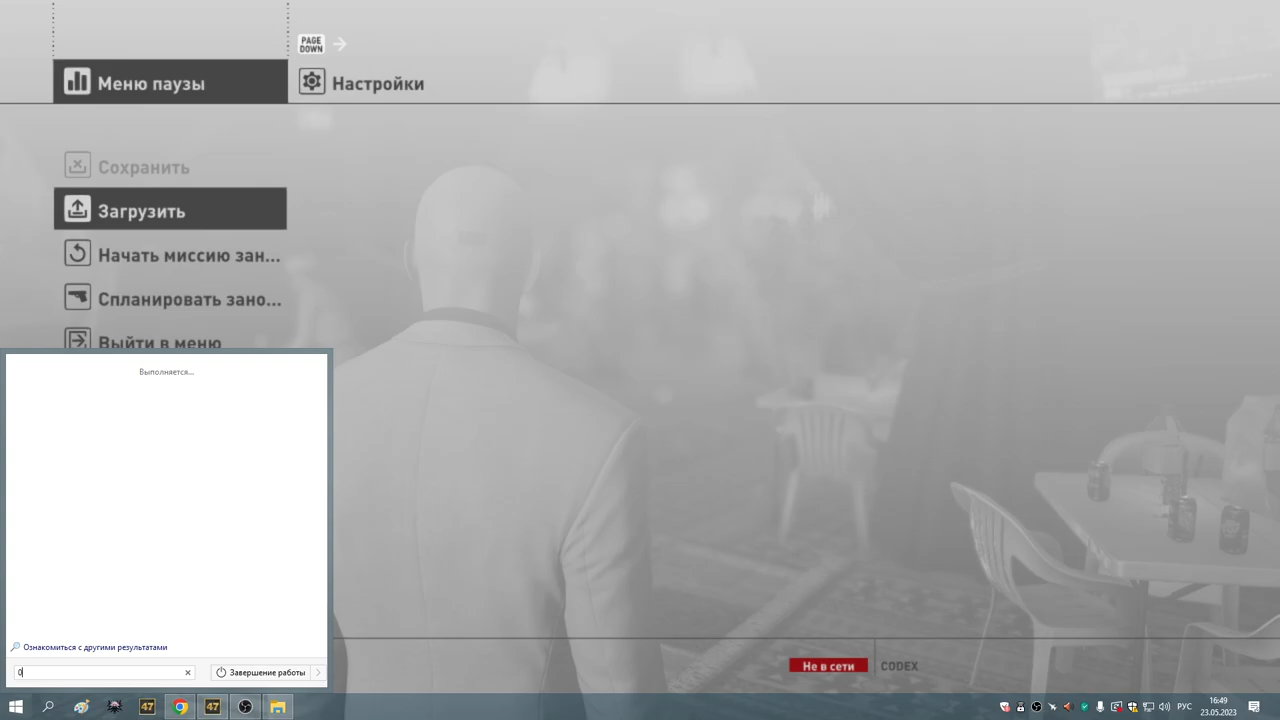 PAGE DOWN
Меню паузы
Настройки
Сохранить
Загрузить
Начать миссию зан...
Спланировать зано...
Выйти в меню
Выполняется...
Ознакомиться с другими результатами
0
Завершение работы
Не в сети
CODEX
47
47
РУС
16:49
23.05.2023